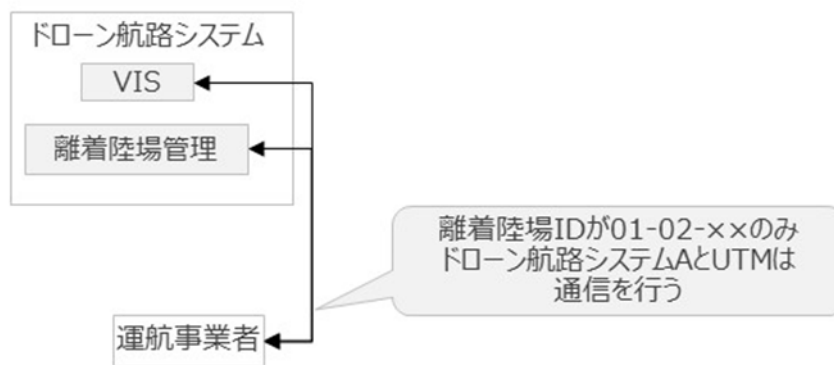 ドローン航路システム
VIS
離着陸場管理
離着陸場IDが01-02-××のみ
ドローン航路システムAとUTMは
通信を行う
運航事業者